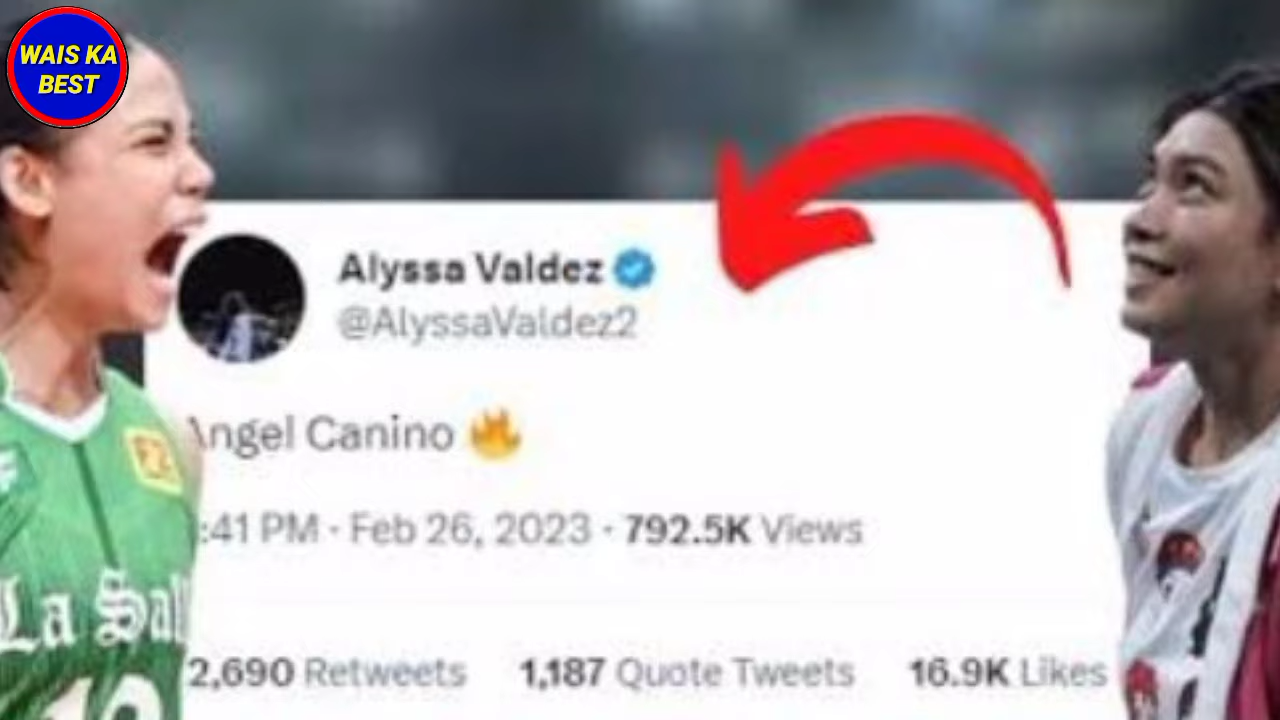 WAIS KA
BEST
Alyssa Valdez
@AlyssaValdez2
Angel Canino 🔥
:41 PM · Feb 26, 2023 · 792.5K Views
2,690 Retweets 1,187 Quote Tweets 16.9K Likes
La Sall